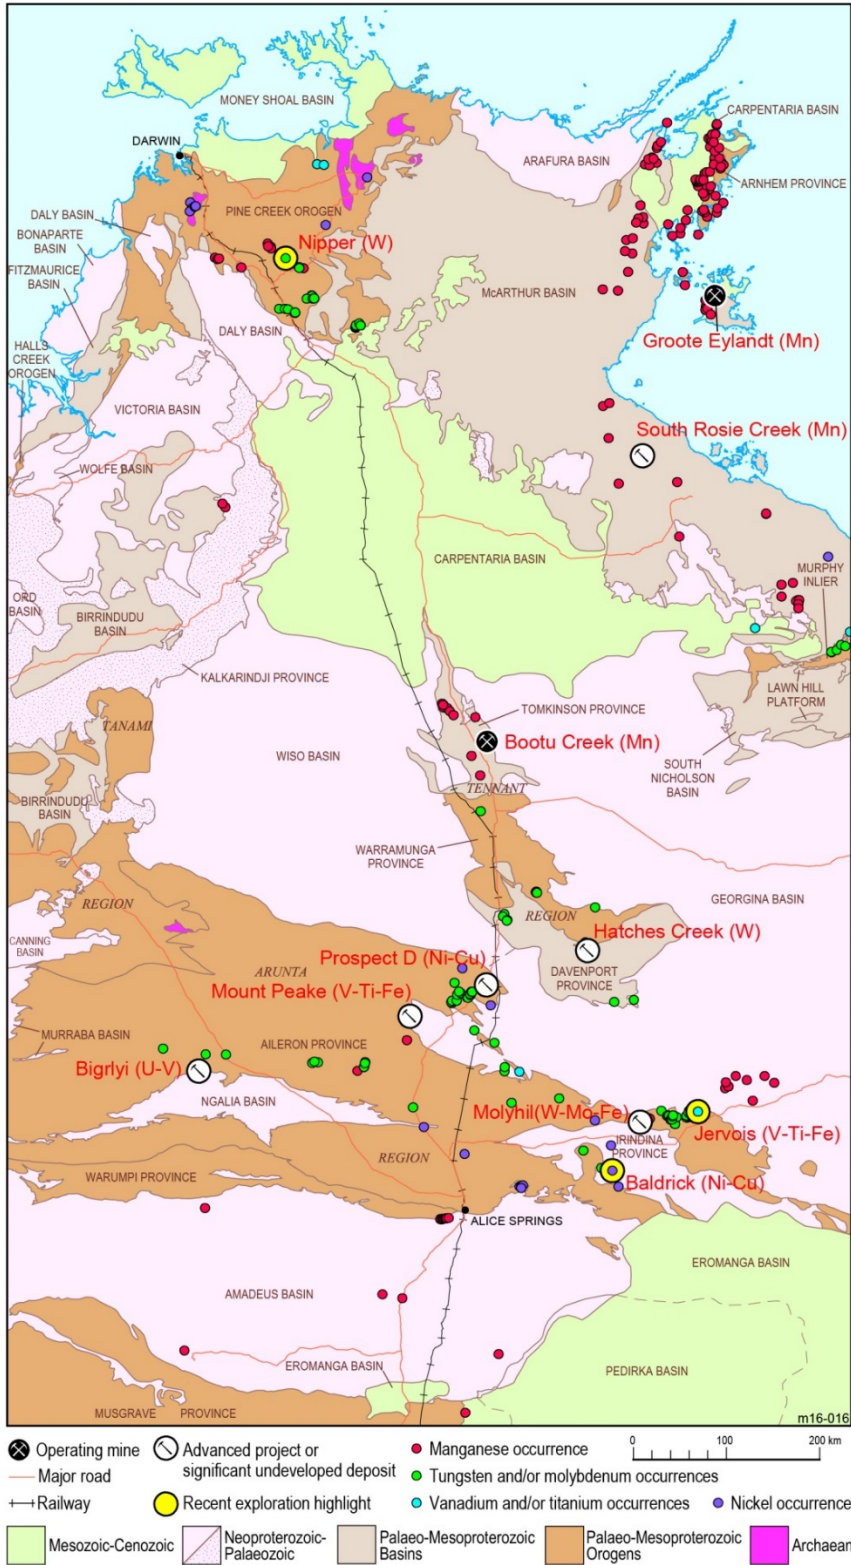 MONEY SHOAL BASIN
CARPENTARIA BASIN
DARWIN
ARAFURA BASIN
ARNHEM PROVINCE
DALY BASIN
PINE CREEK OROGEN
BONAPARTE
BASIN
Nipper (W)
FITZMAURICE
BASIN
McARTHUR BASIN
DALY BASIN
Groote Eylandt (Mn)
HALLS
CREEK
OROGEN
VICTORIA BASIN
South Rosie Creek (Mn)
WOLFE BASIN
CARPENTARIA BASIN
MURPHY
INLIER
ORD
BASIN
BIRRINDUDU
BASIN
KALKARINDJI PROVINCE
LAWN HILL
PLATFORM
TOMKINSON PROVINCE
TANAMI
Bootu Creek (Mn)
WISO BASIN
SOUTH
NICHOLSON
BASIN
TENNANT
BIRRINDUDU
BASIN
WARRAMUNGA
PROVINCE
REGION
GEORGINA BASIN
REGION
Hatches Creek (W)
CANNING
BASIN
Prospect D (Ni-Cu)
ARUNTA
DAVENPORT
PROVINCE
Mount Peake (V-Ti-Fe)
MURRABA BASIN
AILERON PROVINCE
Bigrlyi (U-V)
NGALIA BASIN
Molyhil(W-Mo-Fe)
Jervois (V-Ti-Fe)
IRINDINA
PROVINCE
REGION
WARUMPI PROVINCE
Baldrick (Ni-Cu)
ALICE SPRINGS
EROMANGA BASIN
AMADEUS BASIN
EROMANGA BASIN
PEDIRKA BASIN
MUSGRAVE PROVINCE
m16-016
Operating mine
Advanced project or
significant undeveloped deposit
Manganese occurrence
0 100 200 km
Major road
Tungsten and/or molybdenum occurrences
Railway
Recent exploration highlight
Vanadium and/or titanium occurrences
Nickel occurrence
Mesozoic-Cenozoic
Neoproterozoic-
Palaeozoic
Palaeo-Mesoproterozoic
Basins
Palaeo-Mesoproterozoic
Orogens
Archaean